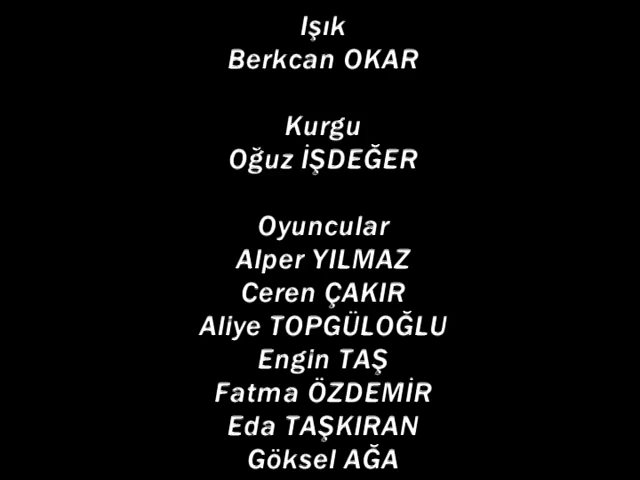 Işık
Berkcan OKAR
Kurgu
Oğuz İŞDEĞER
Oyuncular
Alper YILMAZ
Ceren ÇAKIR
Aliye TOPGÜLOĞLU
Engin TAŞ
Fatma ÖZDEMİR
Eda TAŞKIRAN
Göksel AĞA